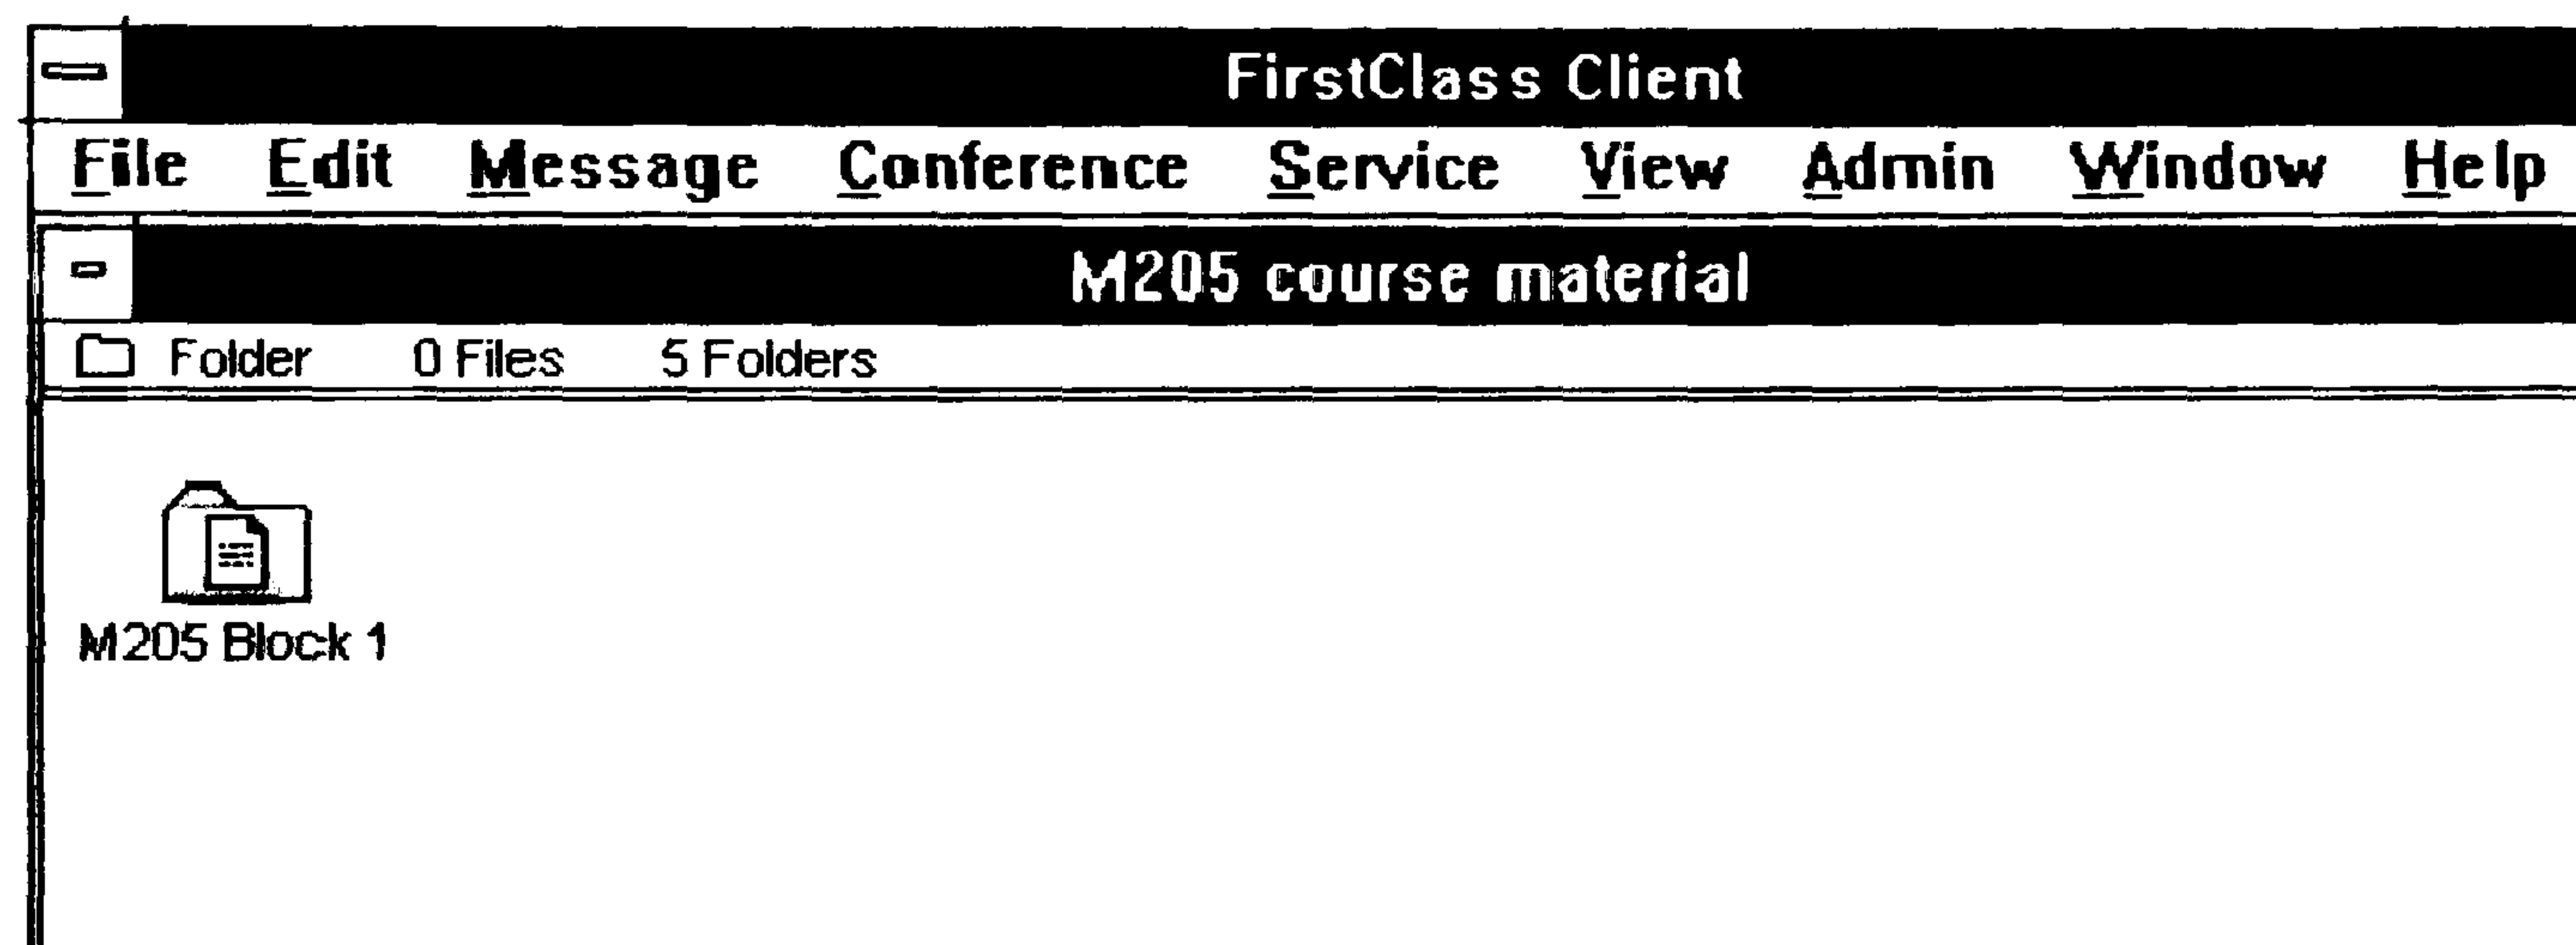 FirstClass Client
File Edit Message Conference Service View Admin Window Help
M205 course material
Folder 0 Files 5 Folders
M205 Block 1